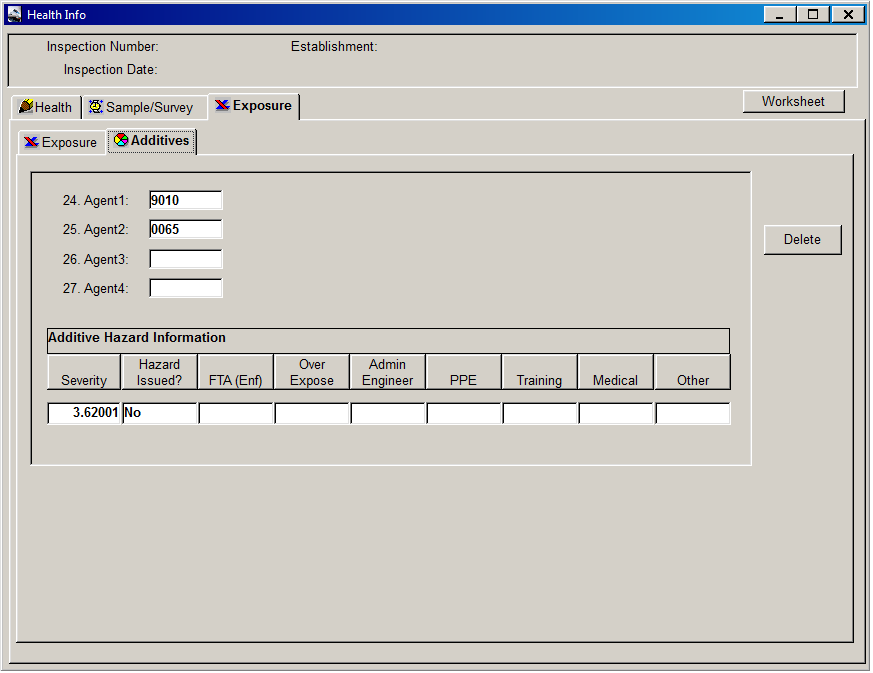 Health Info
Inspection Number: Establishment:
Inspection Date:
Health Sample/Survey Exposure Worksheet
Exposure Additives
24. Agent1: 9010
25. Agent2: 0065
26. Agent3:
27. Agent4:
Delete
Additive Hazard Information
Severity Hazard Issued? FTA (Enf) Over Expose Admin Engineer PPE Training Medical Other
3.62001 No